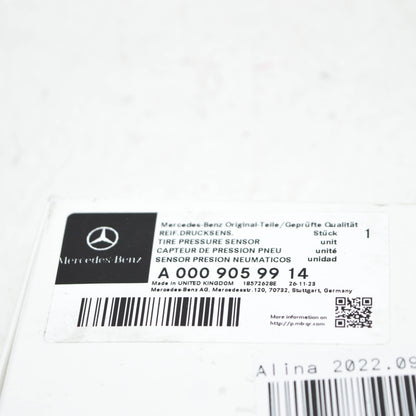 Mercedes-Benz
Mercedes-Benz Original-Teile/Geprüfte Qualität
REIF.DRUCKSENS. Stück 1
TIRE PRESSURE SENSOR unit
CAPTEUR DE PRESSION PNEU unité
SENSOR PRESION NEUMATICOS unidad
A 000 905 99 14
Made in UNITED KINGDOM 18572628E 26-11-23
Mercedes-Benz AG, Mercedesstr.120, 70732, Stuttgart, Germany
More information on
http://p.mb-qr.com
Alina 2022.09